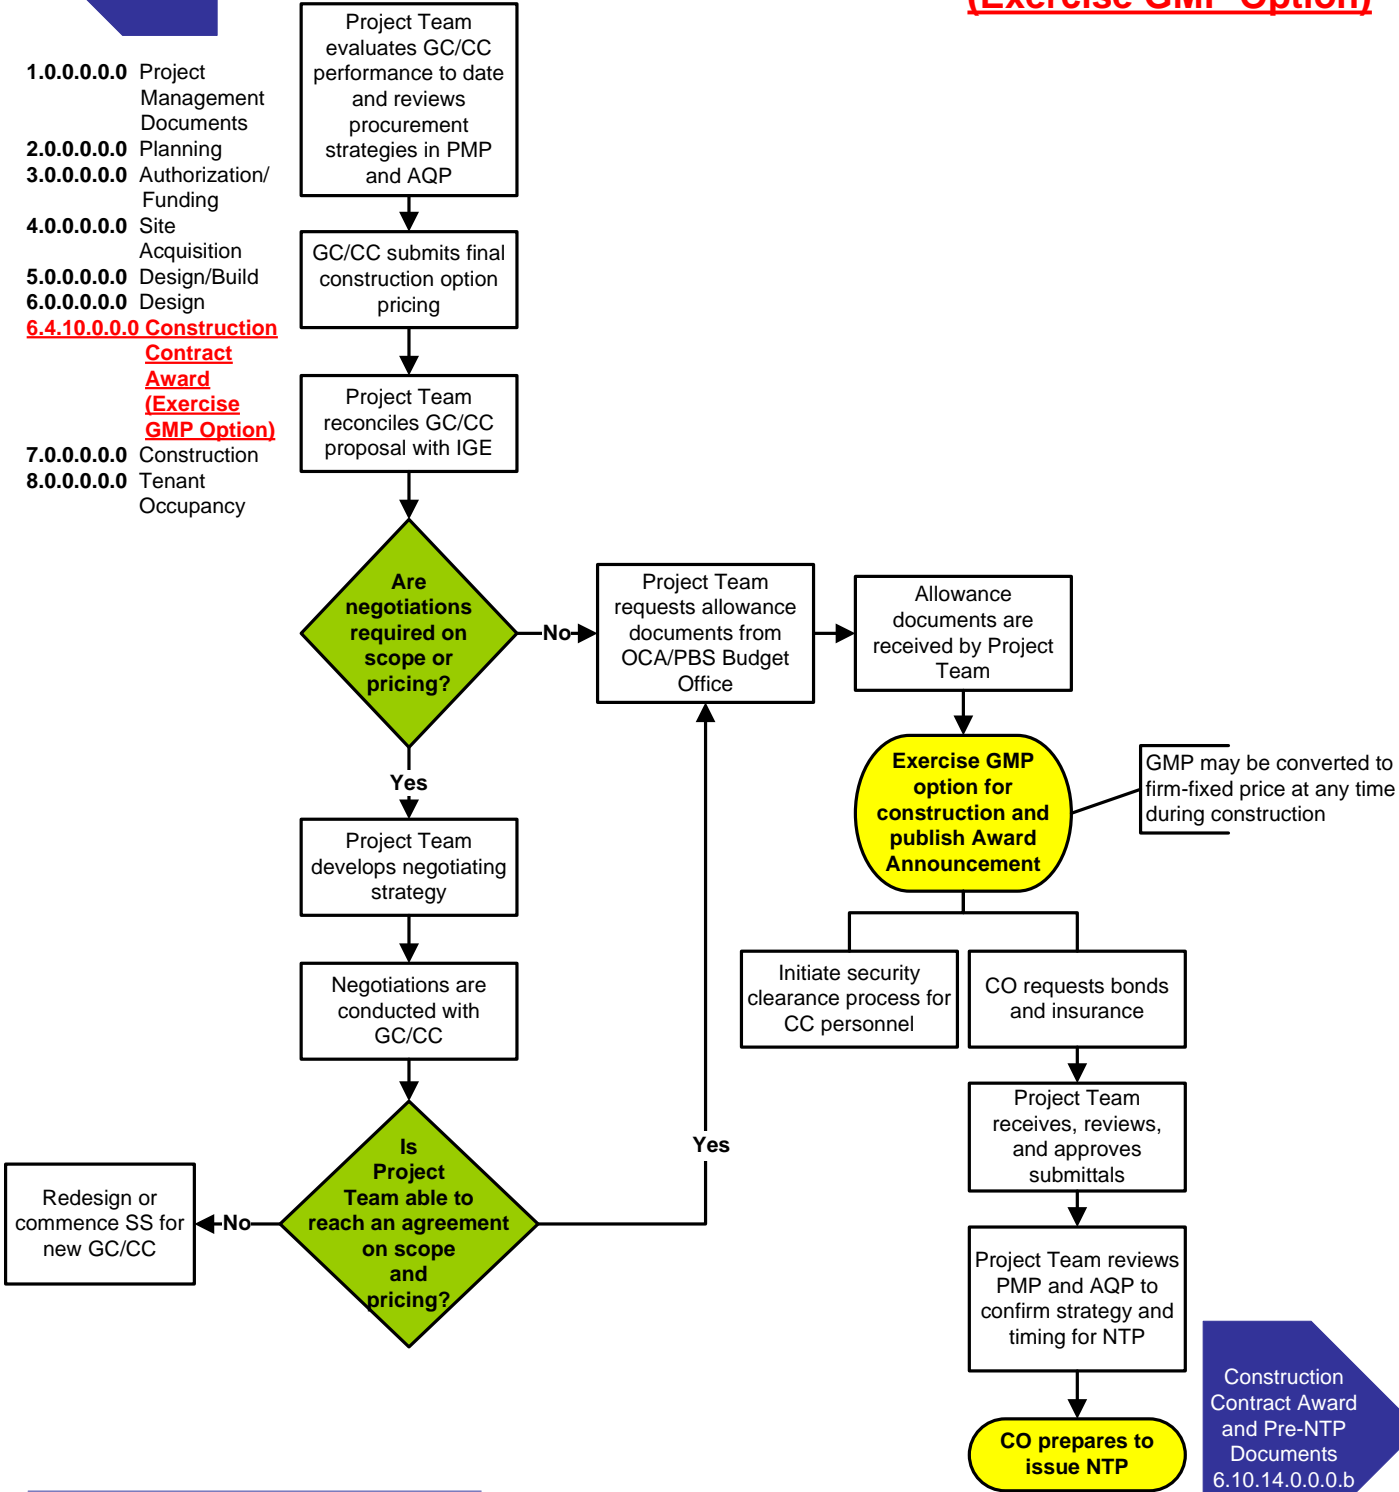 (Exercise GMP Option)
1.0.0.0.0.0 Project
Management
Documents
2.0.0.0.0.0 Planning
3.0.0.0.0.0 Authorization/
Funding
4.0.0.0.0.0 Site
Acquisition
5.0.0.0.0.0 Design/Build
6.0.0.0.0.0 Design
6.4.10.0.0.0 Construction
Contract
Award
(Exercise
GMP Option)
7.0.0.0.0.0 Construction
8.0.0.0.0.0 Tenant
Occupancy
Project Team
evaluates GC/CC
performance to date
and reviews
procurement
strategies in PMP
and AQP
GC/CC submits final
construction option
pricing
Project Team
reconciles GC/CC
proposal with IGE
Are
negotiations
required on
scope or
pricing?
No
Yes
Project Team
requests allowance
documents from
OCA/PBS Budget
Office
Allowance
documents are
received by Project
Team
Exercise GMP
option for
construction and
publish Award
Announcement
GMP may be converted to
firm-fixed price at any time
during construction
Project Team
develops negotiating
strategy
Negotiations are
conducted with
GC/CC
Is
Project
Team able to
reach an agreement
on scope
and
pricing?
No
Yes
Redesign or
commence SS for
new GC/CC
Initiate security
clearance process for
CC personnel
CO requests bonds
and insurance
Project Team
receives, reviews,
and approves
submittals
Project Team reviews
PMP and AQP to
confirm strategy and
timing for NTP
CO prepares to
issue NTP
Construction
Contract Award
and Pre-NTP
Documents
6.10.14.0.0.0.b